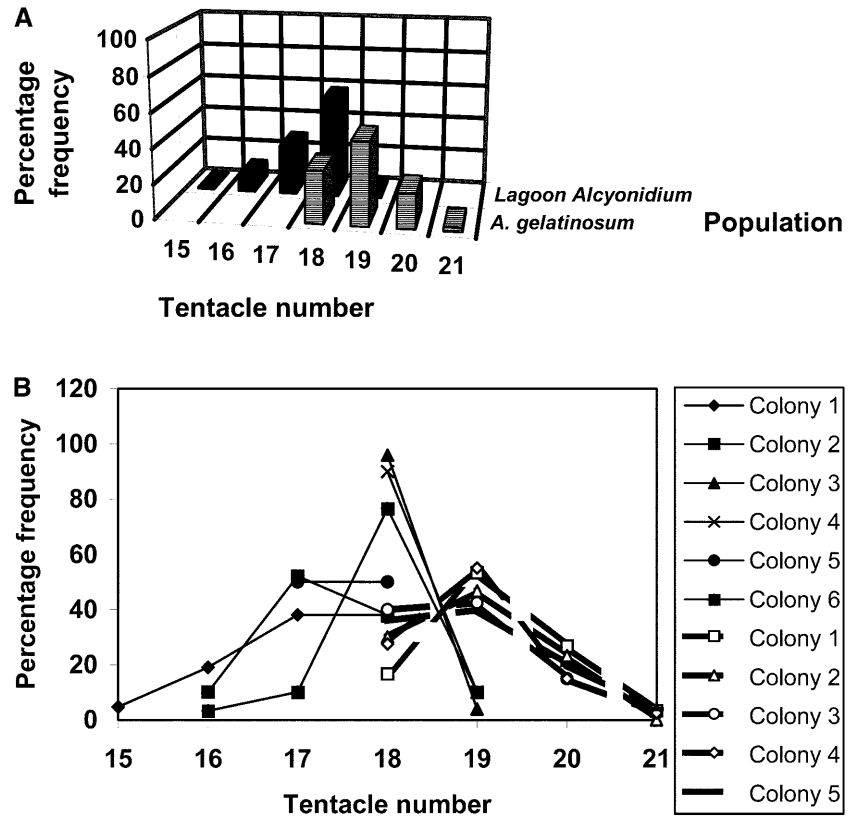 A
Percentage
frequency
100
80
60
40
20
0
15 16 17 18 19 20 21
Lagoon Alcyonidium
A. gelatinosum
Population
Tentacle number
B
Percentage frequency
120
100
80
60
40
20
0
15 16 17 18 19 20 21
Tentacle number
Colony 1
Colony 2
Colony 3
Colony 4
Colony 5
Colony 6
Colony 1
Colony 2
Colony 3
Colony 4
Colony 5